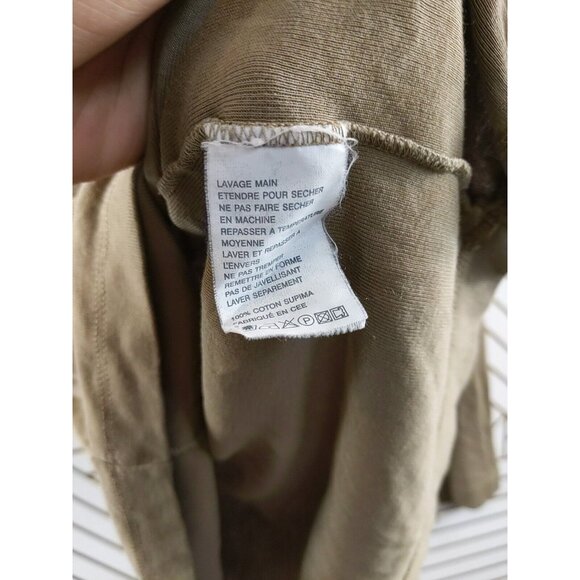 LAVAGE MAIN
ETENDRE POUR SECHER
NE PAS FAIRE SECHER
EN MACHINE
REPASSER A TEMPERATURE
MOYENNE
LAVER ET REPASSER A
L'ENVERS
NE PAS TREMPER
REMETTRE EN FORME
PAS DE JAVELLISANT
LAVER SEPAREMENT
100% COTON SUPIMA
FABRIQUÉ EN CEE